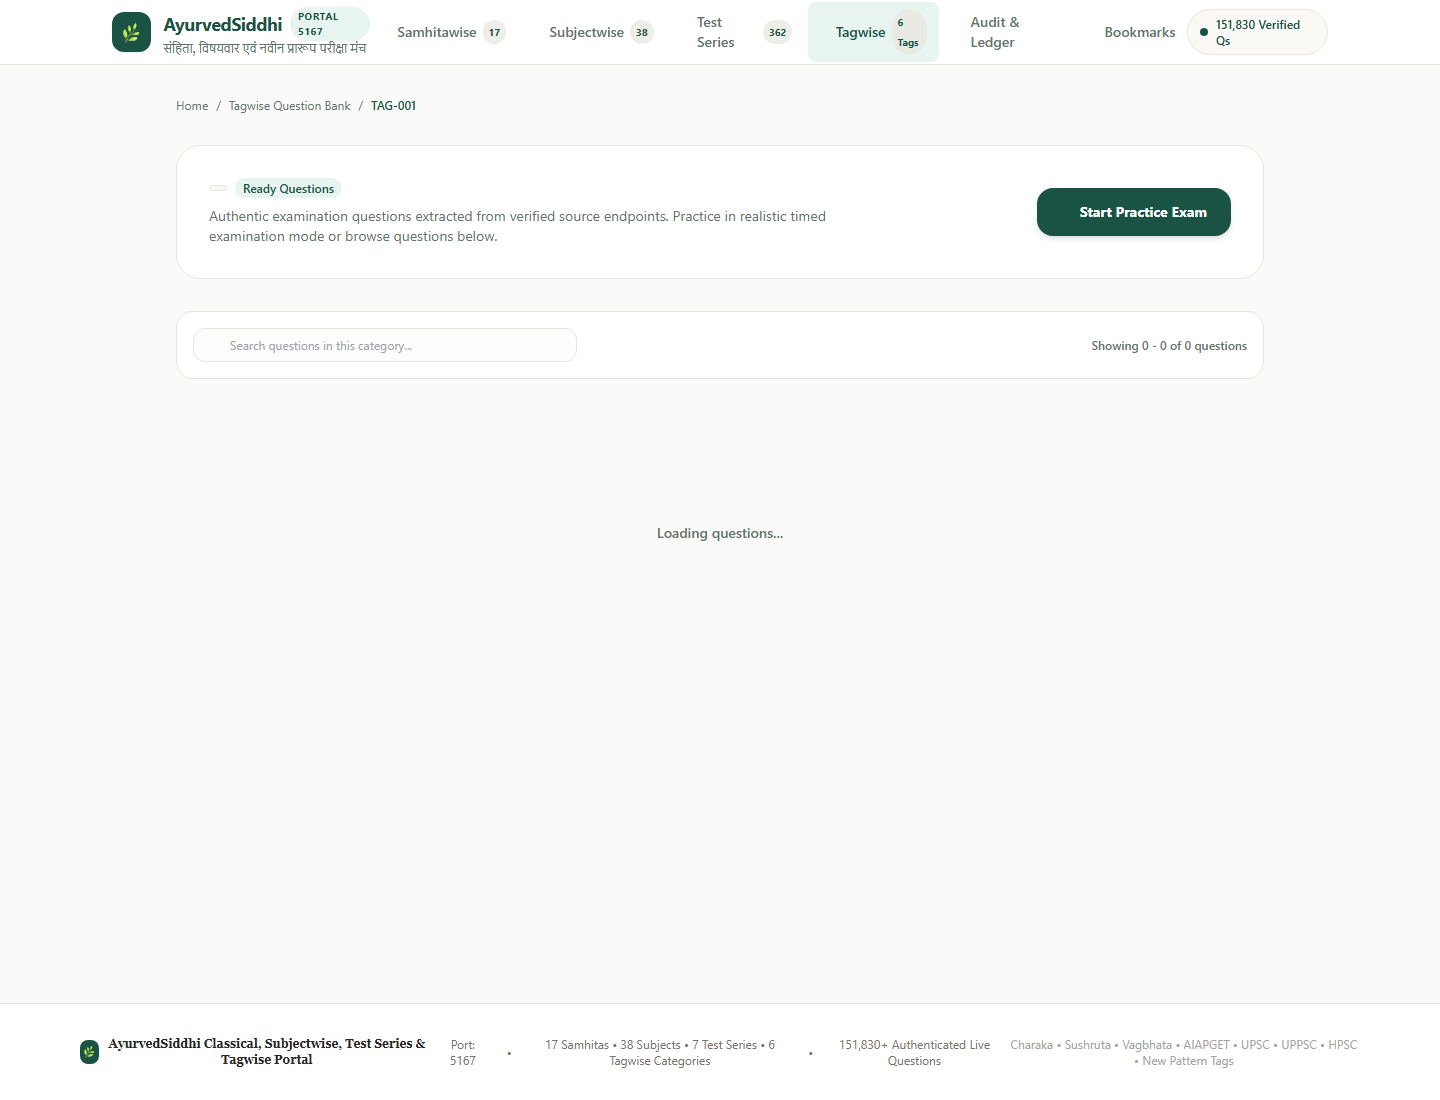 AyurvedSiddhi
PORTAL
5167
संहिता, विषयवार एवं नवीन प्रारूप परीक्षा मंच
Samhitawise 17
Subjectwise 38
Test
Series
362
Tagwise
6
Tags
Audit &
Ledger
Bookmarks
151,830 Verified
Qs
Home / Tagwise Question Bank / TAG-001
Ready Questions
Authentic examination questions extracted from verified source endpoints. Practice in realistic timed
examination mode or browse questions below.
Start Practice Exam
Search questions in this category...
Showing 0 - 0 of 0 questions
Loading questions...
AyurvedSiddhi Classical, Subjectwise, Test Series &
Tagwise Portal
Port:
5167
•
17 Samhitas • 38 Subjects • 7 Test Series • 6
Tagwise Categories
•
151,830+ Authenticated Live
Questions
Charaka • Sushruta • Vagbhata • AIAPGET • UPSC • UPPSC • HPSC
• New Pattern Tags